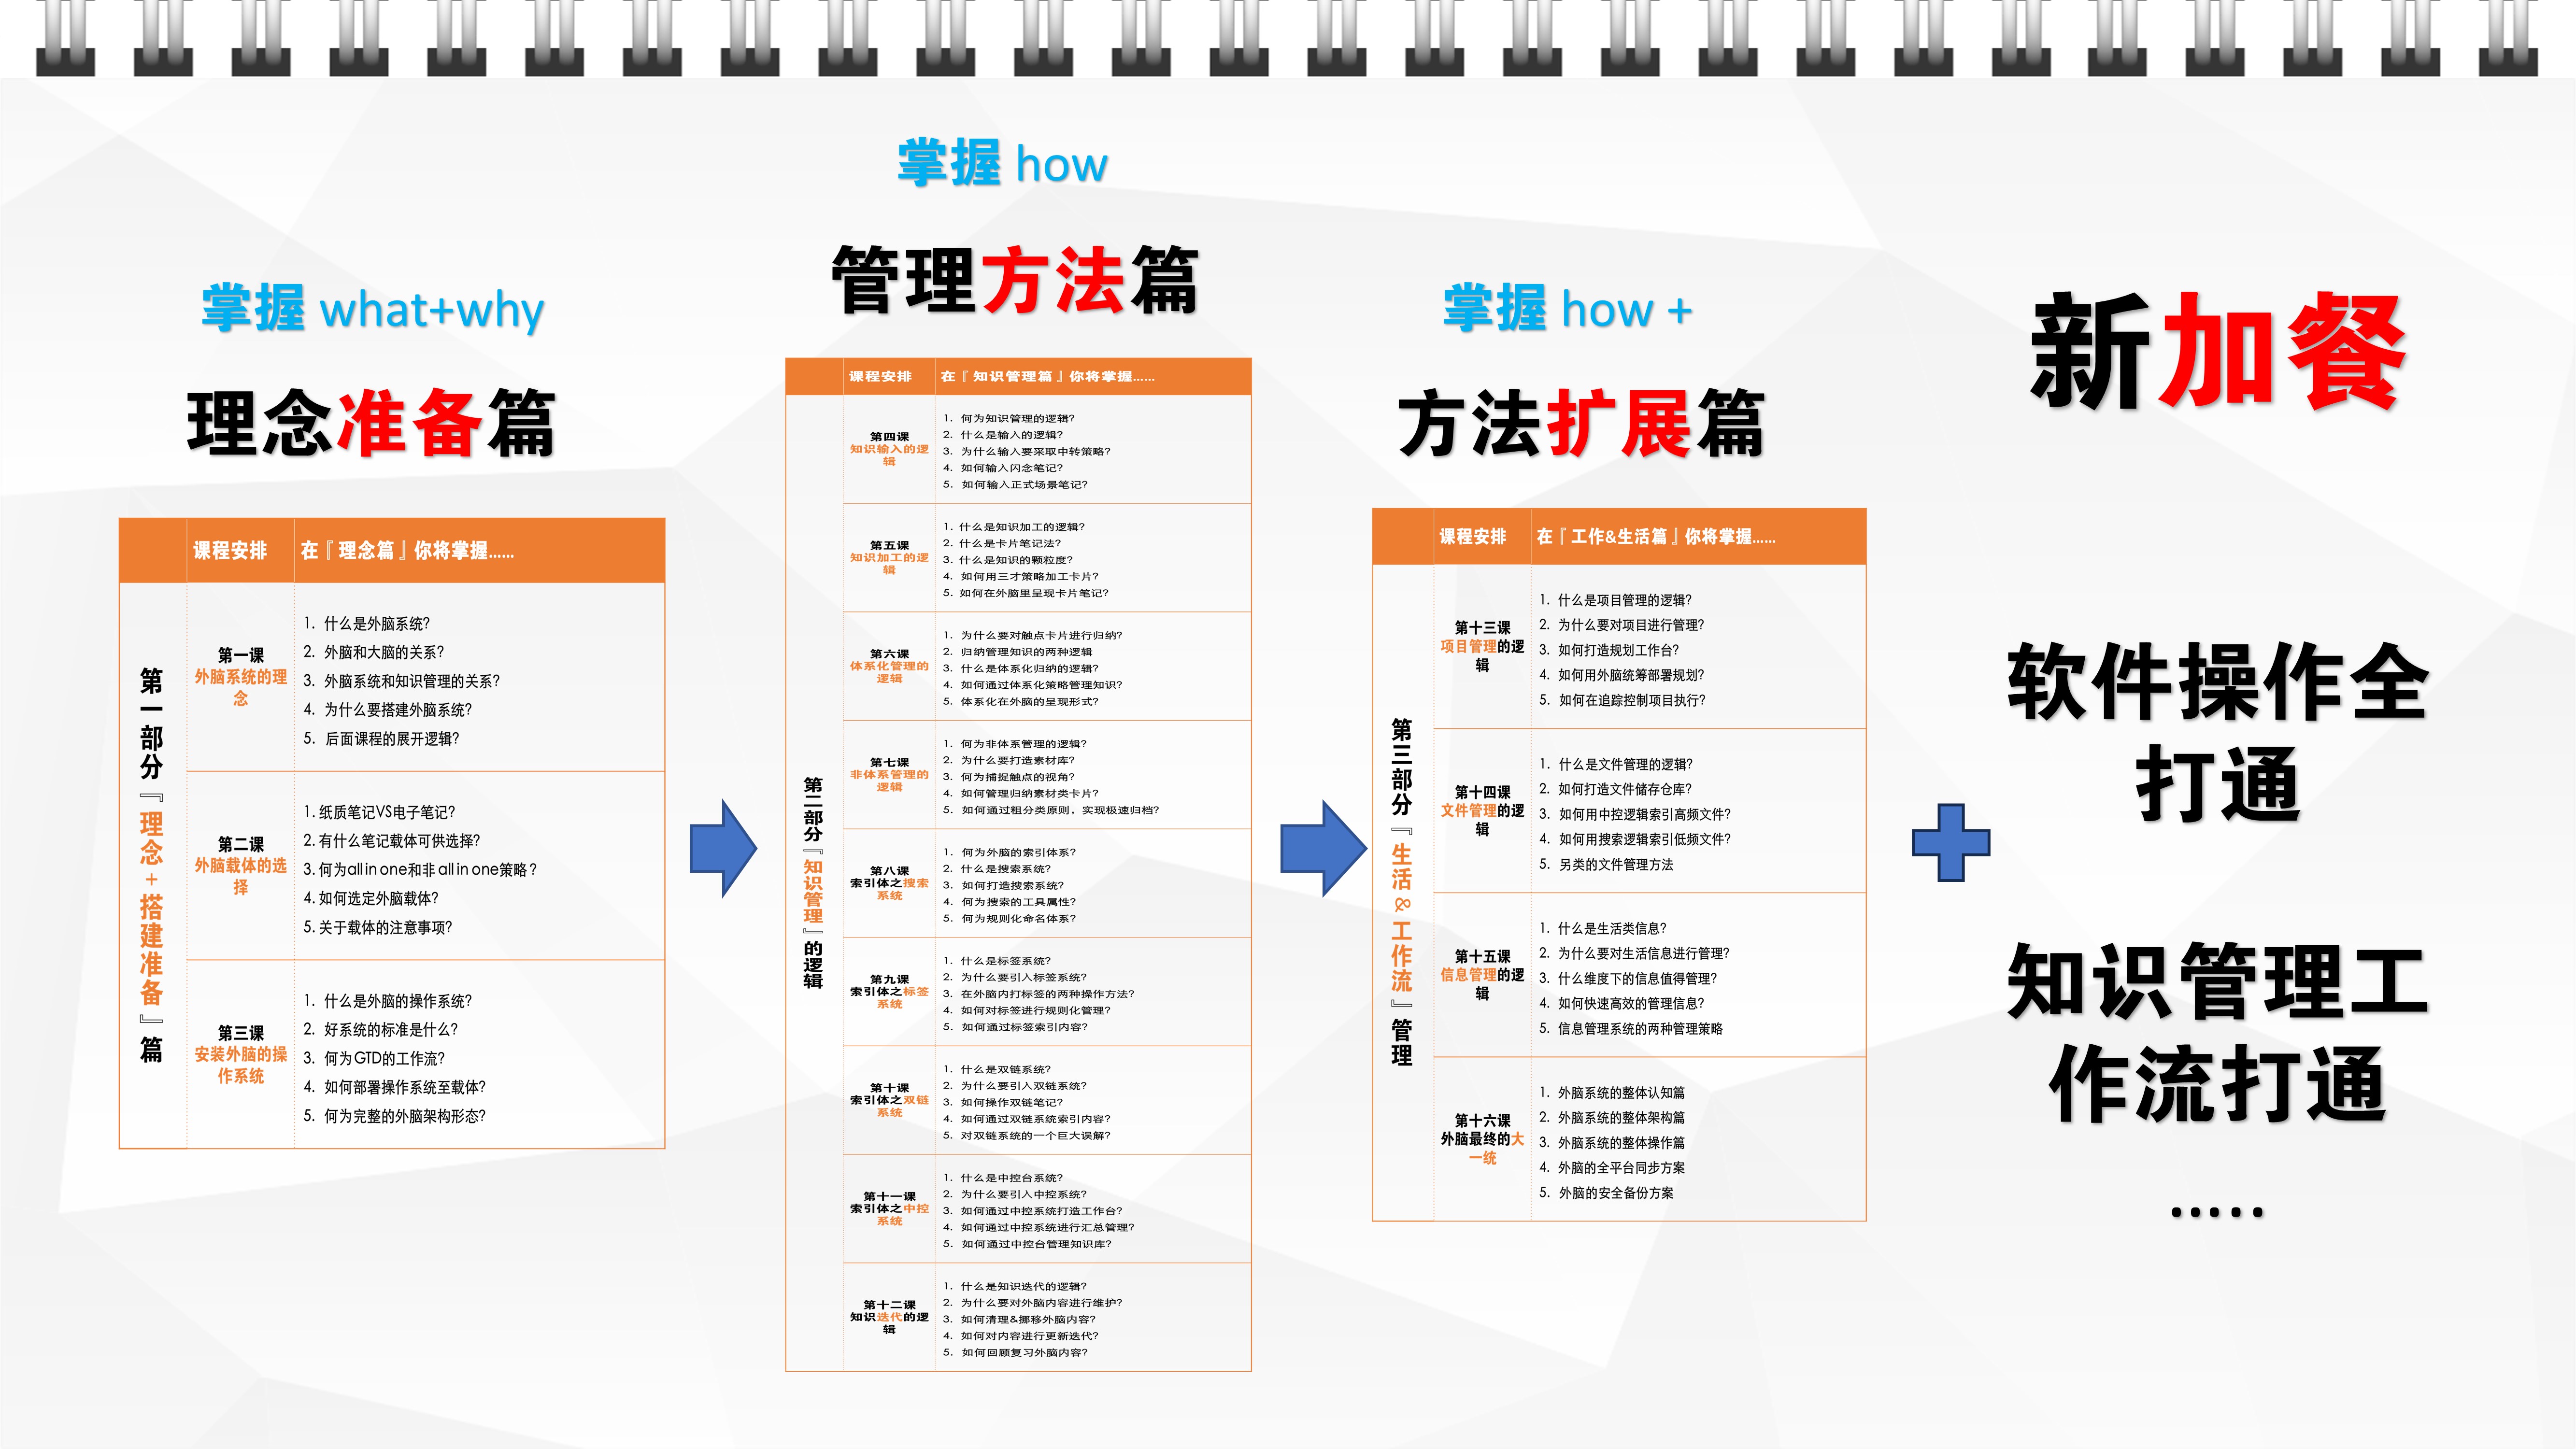 掌握 what+why
理念准备篇
课程安排
在『理念篇』你将掌握......
第一部分『理念+搭建准备』篇
第一课
外脑系统的理
念
1. 什么是外脑系统?
2. 外脑和大脑的关系?
3. 外脑系统和知识管理的关系?
4. 为什么要搭建外脑系统?
5. 后面课程的展开逻辑?
第二课
外脑载体的选
择
1. 纸质笔记VS电子笔记?
2. 有什么笔记载体可供选择?
3. 何为all in one和非 all in one策略?
4. 如何选定外脑载体?
5. 关于载体的注意事项?
第三课
安装外脑的操
作系统
1. 什么是外脑的操作系统?
2. 好系统的标准是什么?
3. 何为GTD的工作流?
4. 如何部署操作系统至载体?
5. 何为完整的外脑架构形态?
掌握 how
管理方法篇
课程安排
在『知识管理篇』你将掌握......
第二部分『知识管理』的逻辑
第四课
知识输入的逻
辑
1. 何为知识管理的逻辑?
2. 什么是输入的逻辑?
3. 为什么输入要采取中转策略?
4. 如何输入闪念笔记?
5. 如何输入正式场景笔记?
第五课
知识加工的逻
辑
1. 什么是知识加工的逻辑?
2. 什么是卡片笔记法?
3. 什么是知识的颗粒度?
4. 如何用三才策略加工卡片?
5. 如何在外脑里呈现卡片笔记?
第六课
体系化管理的
逻辑
1. 为什么要对触点卡片进行归纳?
2. 归纳管理知识的两种逻辑
3. 什么是体系化归纳的逻辑?
4. 如何通过体系化策略管理知识?
5. 体系化在外脑的呈现形式?
第七课
非体系管理的
逻辑
1. 何为非体系管理的逻辑?
2. 为什么要打造素材库?
3. 何为捕捉触点的视角?
4. 如何管理归纳素材类卡片?
5. 如何通过粗分类原则，实现极速归档?
第八课
索引体之搜索
系统
1. 何为外脑的索引体系?
2. 什么是搜索系统?
3. 如何打造搜索系统?
4. 何为搜索的工具属性?
5. 何为规则化命名体系?
第九课
索引体之标签
系统
1. 什么是标签系统?
2. 为什么要引入标签系统?
3. 在外脑内打标签的两种操作方法?
4. 如何对标签进行规则化管理?
5. 如何通过标签索引内容?
第十课
索引体之双链
系统
1. 什么是双链系统?
2. 为什么要引入双链系统?
3. 如何操作双链笔记?
4. 如何通过双链系统索引内容?
5. 对双链系统的一个巨大误解?
第十一课
索引体之中控
系统
1. 什么是中控台系统?
2. 为什么要引入中控系统?
3. 如何通过中控系统打造工作台?
4. 如何通过中控系统进行汇总管理?
5. 如何通过中控台管理知识库?
第十二课
知识迭代的逻
辑
1. 什么是知识迭代的逻辑?
2. 为什么要对外脑内容进行维护?
3. 如何清理&挪移外脑内容?
4. 如何对内容进行更新迭代?
5. 如何回顾复习外脑内容?
掌握 how +
方法扩展篇
课程安排
在『工作&生活篇』你将掌握......
第三部分『生活&工作流』管理
第十三课
项目管理的逻
辑
1. 什么是项目管理的逻辑?
2. 为什么要对项目进行管理?
3. 如何打造规划工作台?
4. 如何用外脑统筹部署规划?
5. 如何在追踪控制项目执行?
第十四课
文件管理的逻
辑
1. 什么是文件管理的逻辑?
2. 如何打造文件储存仓库?
3. 如何用中控逻辑索引高频文件?
4. 如何用搜索逻辑索引低频文件?
5. 另类的文件管理方法
第十五课
信息管理的逻
辑
1. 什么是生活类信息?
2. 为什么要对生活信息进行管理?
3. 什么维度下的信息值得管理?
4. 如何快速高效的管理信息?
5. 信息管理系统的两种管理策略
第十六课
外脑最终的大
一统
1. 外脑系统的整体认知篇
2. 外脑系统的整体架构篇
3. 外脑系统的整体操作篇
4. 外脑的全平台同步方案
5. 外脑的安全备份方案
新加餐
软件操作全
打通
知识管理工
作流打通
.....